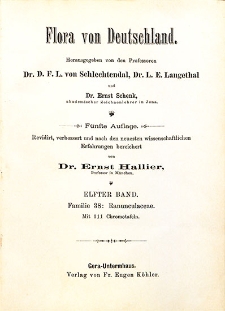 Flora von Deutschland.
Herausgegeben von den Professoren
Dr. D. F. L. von Schlechtendal, Dr. L. E. Langethal
und
Dr. Ernst Schenk,
akademischer Zeichnenlehrer in Jena.
Fünfte Auflage.
Revidirt, verbessert und nach den neuesten wissenschaftlichen
Erfahrungen bereichert
von
Dr. Ernst Hallier,
Professor in München.
ELFTER BAND.
Familie 38: Ranunculaceae.
Mit 111 Chromotafeln.
Gera-Untermhaus.
Verlag von Fr. Eugen Köhler.